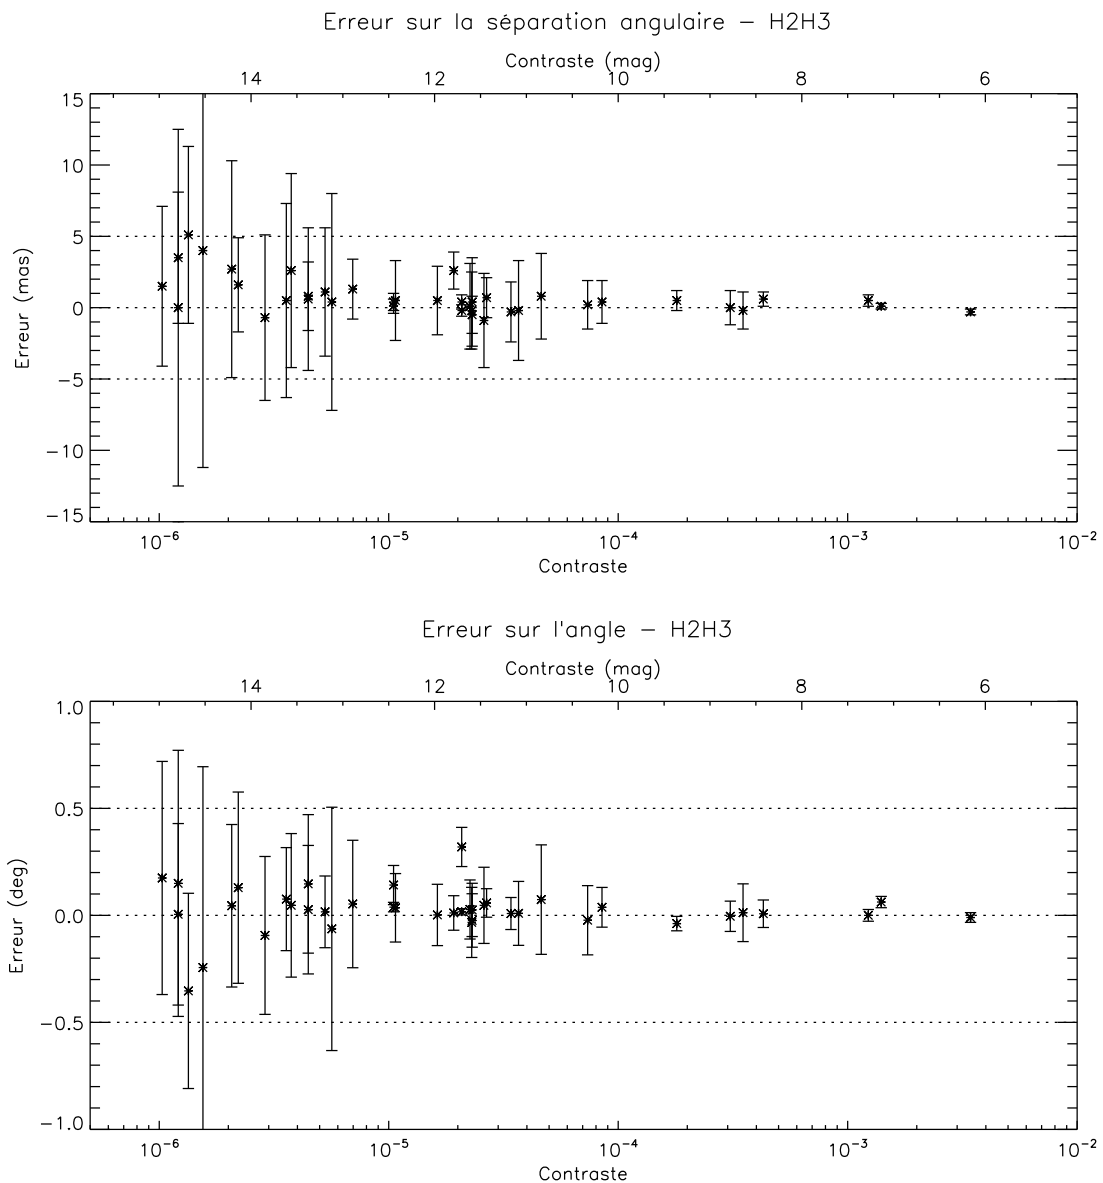 Erreur sur la séparation angulaire – H2H3
Contraste (mag)
14 12 10 8 6
15
10
5
0
−5
−10
−15
Erreur (mas)
10⁻⁶ 10⁻⁵ 10⁻⁴ 10⁻³ 10⁻²
Contraste
Erreur sur l'angle – H2H3
Contraste (mag)
14 12 10 8 6
1.0
0.5
0.0
−0.5
−1.0
Erreur (deg)
10⁻⁶ 10⁻⁵ 10⁻⁴ 10⁻³ 10⁻²
Contraste